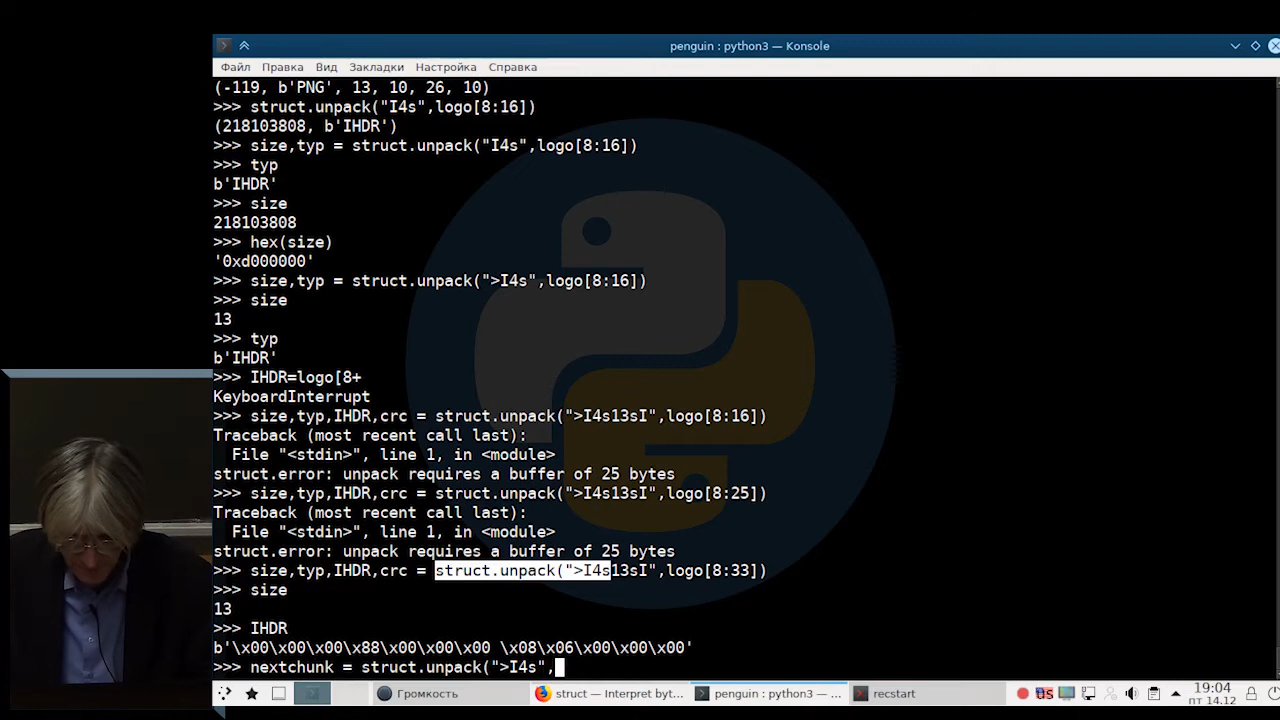 penguin : python3 — Konsole
Файл Правка Вид Закладки Настройка Справка
(-119, b'PNG', 13, 10, 26, 10)
>>> struct.unpack("I4s",logo[8:16])
(218103808, b'IHDR')
>>> size,typ = struct.unpack("I4s",logo[8:16])
>>> typ
b'IHDR'
>>> size
218103808
>>> hex(size)
'0xd000000'
>>> size,typ = struct.unpack(">I4s",logo[8:16])
>>> size
13
>>> typ
b'IHDR'
>>> IHDR=logo[8+
KeyboardInterrupt
>>> size,typ,IHDR,crc = struct.unpack(">I4s13sI",logo[8:16])
Traceback (most recent call last):
  File "<stdin>", line 1, in <module>
struct.error: unpack requires a buffer of 25 bytes
>>> size,typ,IHDR,crc = struct.unpack(">I4s13sI",logo[8:25])
Traceback (most recent call last):
  File "<stdin>", line 1, in <module>
struct.error: unpack requires a buffer of 25 bytes
>>> size,typ,IHDR,crc = struct.unpack(">I4s13sI",logo[8:33])
>>> size
13
>>> IHDR
b'\x00\x00\x00\x88\x00\x00\x00 \x08\x06\x00\x00\x00'
>>> nextchunk = struct.unpack(">I4s",
Громкость struct — Interpret byt... penguin : python3 — ... recstart us 19:04
пт 14.12